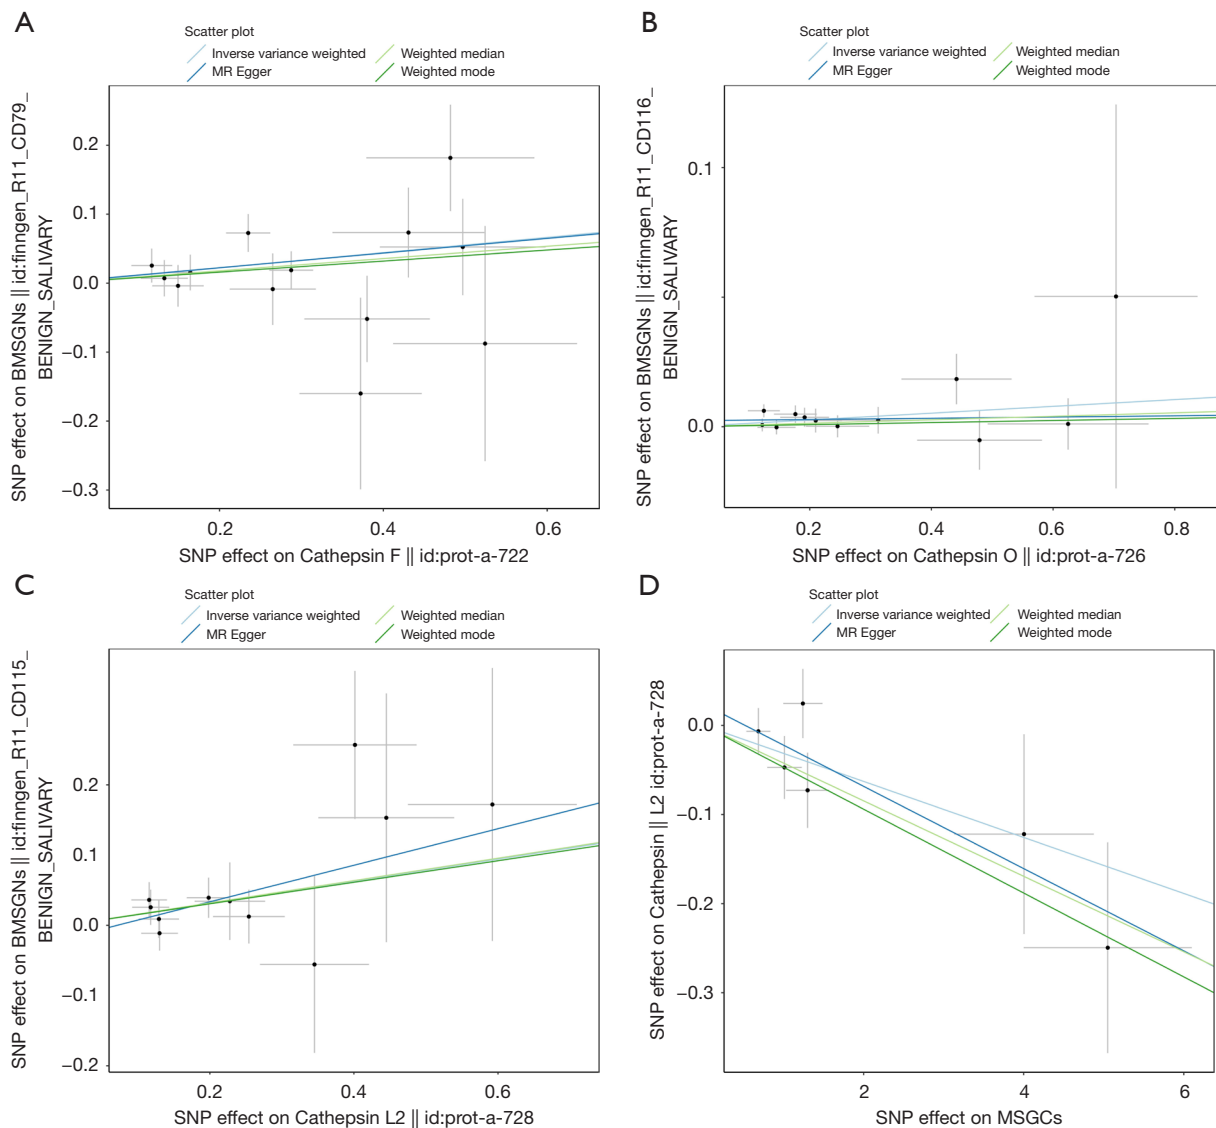 A
Scatter plot
Inverse variance weighted
Weighted median
MR Egger
Weighted mode
SNP effect on BMSGNs || id:finngen_R11_CD79_
BENIGN_SALIVARY
0.2
0.1
0.0
−0.1
−0.2
−0.3
0.2
0.4
0.6
SNP effect on Cathepsin F || id:prot-a-722
B
Scatter plot
Inverse variance weighted
Weighted median
MR Egger
Weighted mode
SNP effect on BMSGNs || id:finngen_R11_CD116_
BENIGN_SALIVARY
0.1
0.0
0.2
0.4
0.6
0.8
SNP effect on Cathepsin O || id:prot-a-726
C
Scatter plot
Inverse variance weighted
Weighted median
MR Egger
Weighted mode
SNP effect on BMSGNs || id:finngen_R11_CD115_
BENIGN_SALIVARY
0.2
0.1
0.0
−0.1
−0.2
0.2
0.4
0.6
SNP effect on Cathepsin L2 || id:prot-a-728
D
Scatter plot
Inverse variance weighted
Weighted median
MR Egger
Weighted mode
SNP effect on Cathepsin || L2 id:prot-a-728
0.0
−0.1
−0.2
−0.3
2
4
6
SNP effect on MSGCs